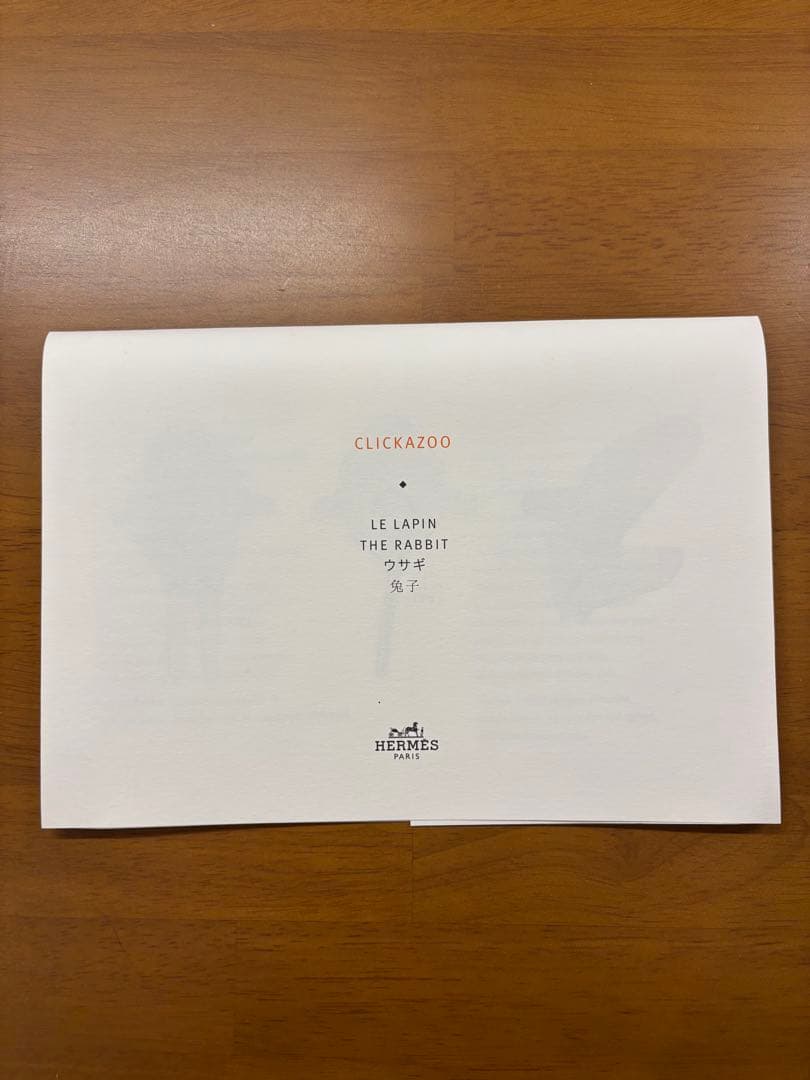 CLICKAZOO
LE LAPIN
THE RABBIT
ウサギ
兔子
HERMÈS
PARIS